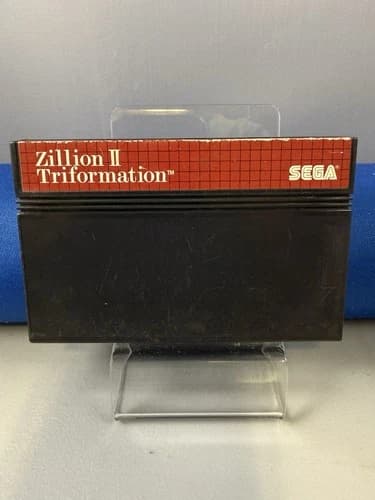 Zillion II
Triformation™
SEGA